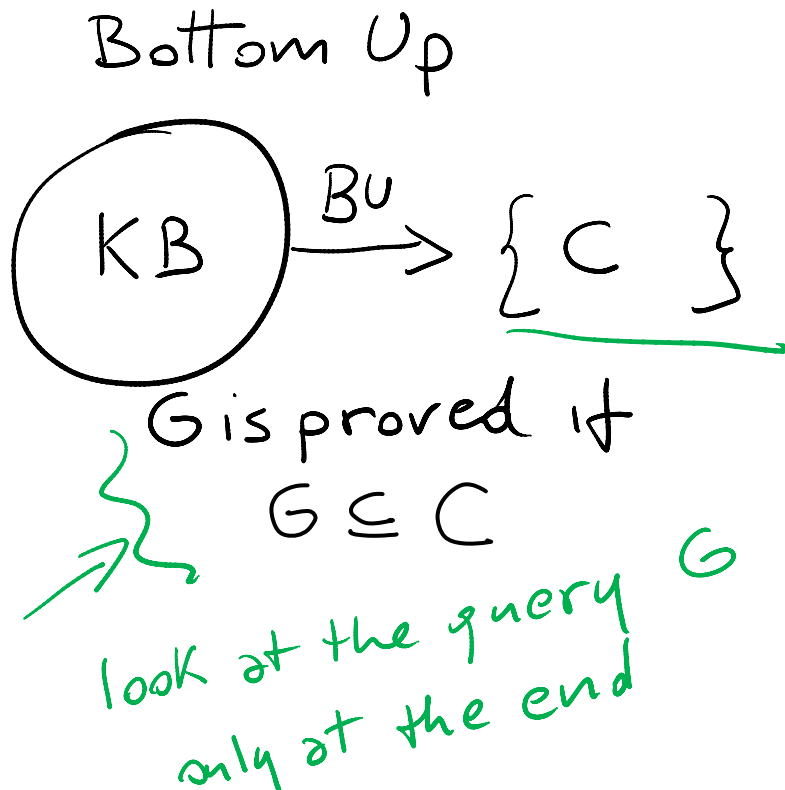 Bottom Up
KB
BU
{ C }
G is proved if
G ⊆ C
look at the query G
only at the end